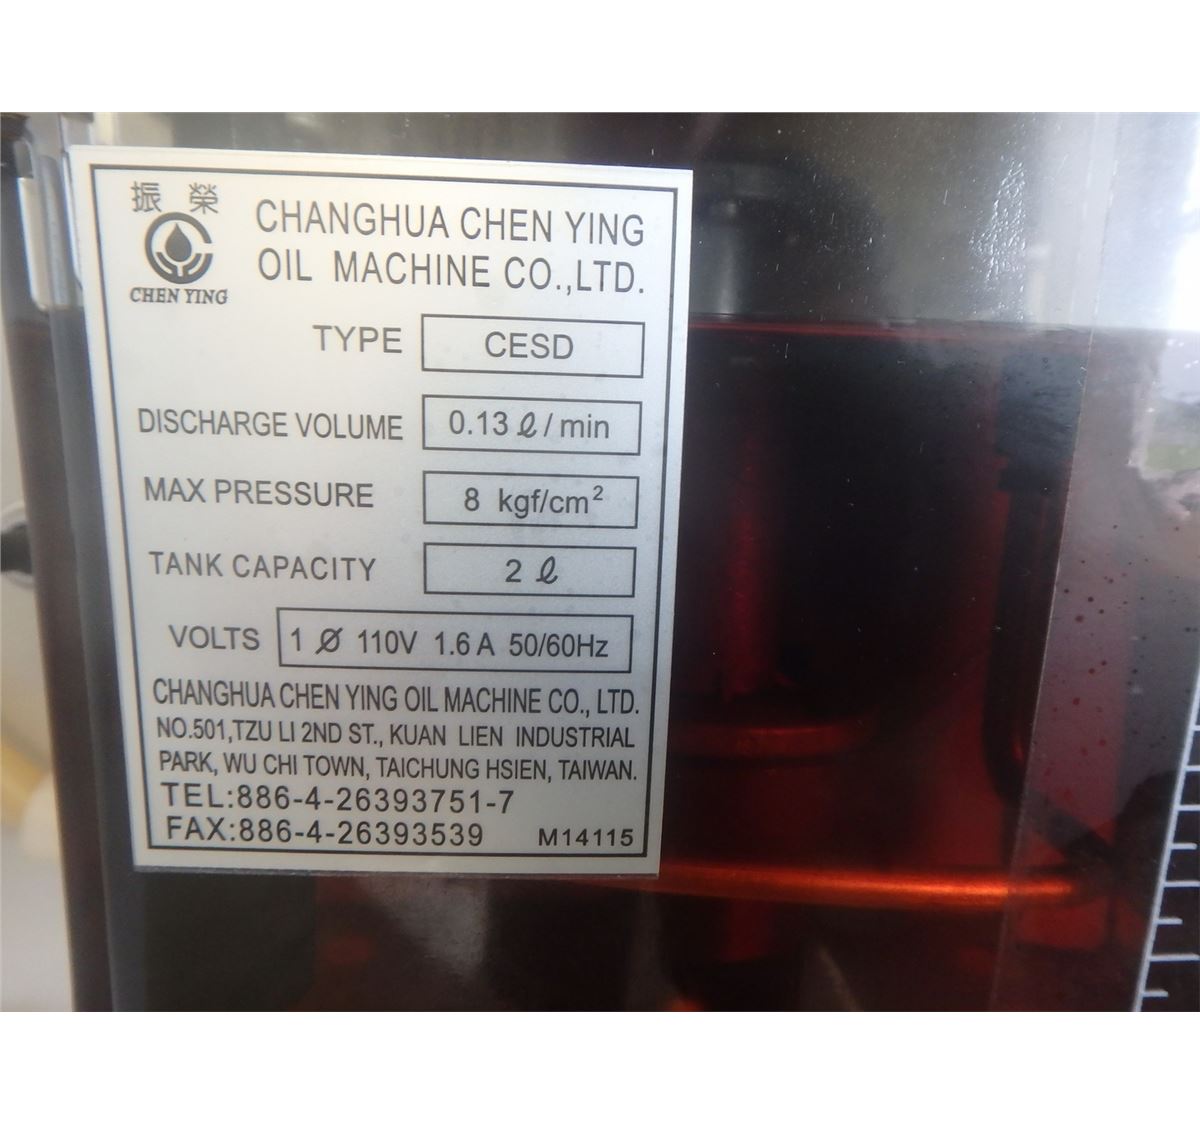 振 榮
CHEN YING
CHANGHUA CHEN YING
OIL MACHINE CO.,LTD.
TYPE CESD
DISCHARGE VOLUME 0.13 ℓ / min
MAX PRESSURE 8 kgf/cm²
TANK CAPACITY 2 ℓ
VOLTS 1 Ø 110V 1.6 A 50/60Hz
CHANGHUA CHEN YING OIL MACHINE CO., LTD.
NO.501,TZU LI 2ND ST., KUAN LIEN INDUSTRIAL
PARK, WU CHI TOWN, TAICHUNG HSIEN, TAIWAN.
TEL:886-4-26393751-7
FAX:886-4-26393539 M14115